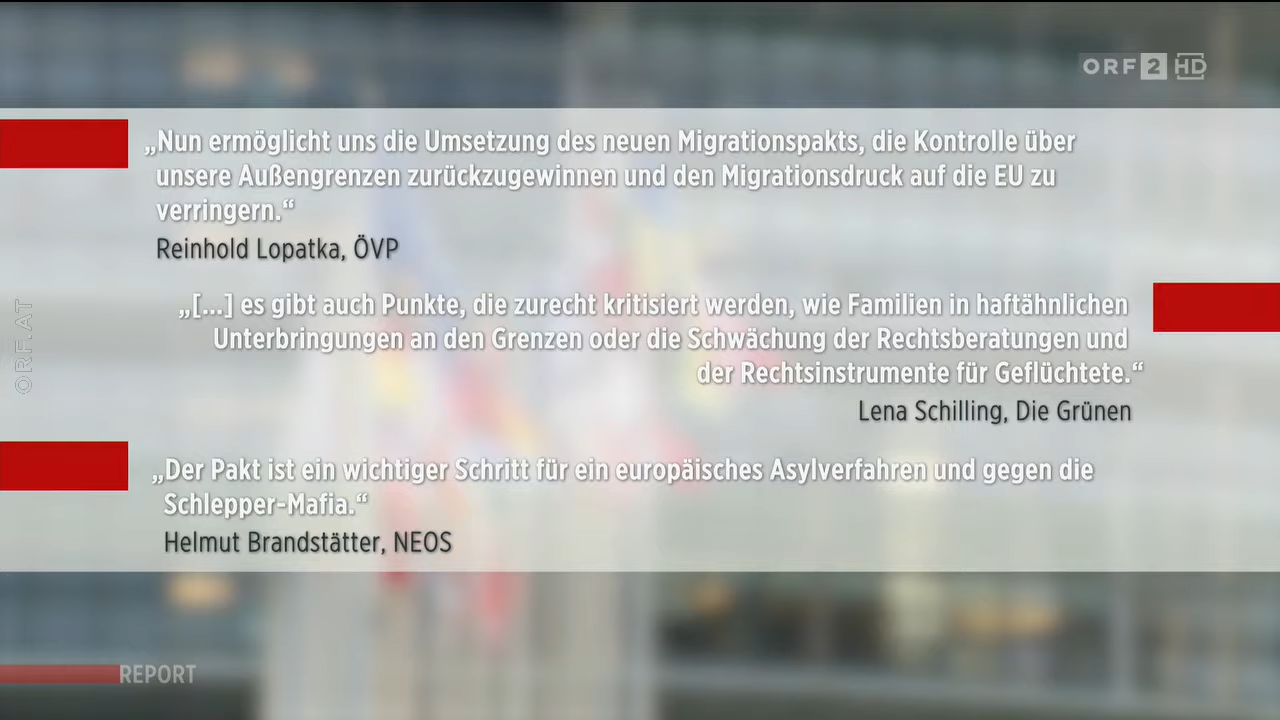 ORF 2 HD
„Nun ermöglicht uns die Umsetzung des neuen Migrationspakts, die Kontrolle über
unsere Außengrenzen zurückzugewinnen und den Migrationsdruck auf die EU zu
verringern.“
Reinhold Lopatka, ÖVP
„[...] es gibt auch Punkte, die zurecht kritisiert werden, wie Familien in haftähnlichen
Unterbringungen an den Grenzen oder die Schwächung der Rechtsberatungen und
der Rechtsinstrumente für Geflüchtete.“
Lena Schilling, Die Grünen
ORF.AT
„Der Pakt ist ein wichtiger Schritt für ein europäisches Asylverfahren und gegen die
Schlepper-Mafia.“
Helmut Brandstätter, NEOS
REPORT